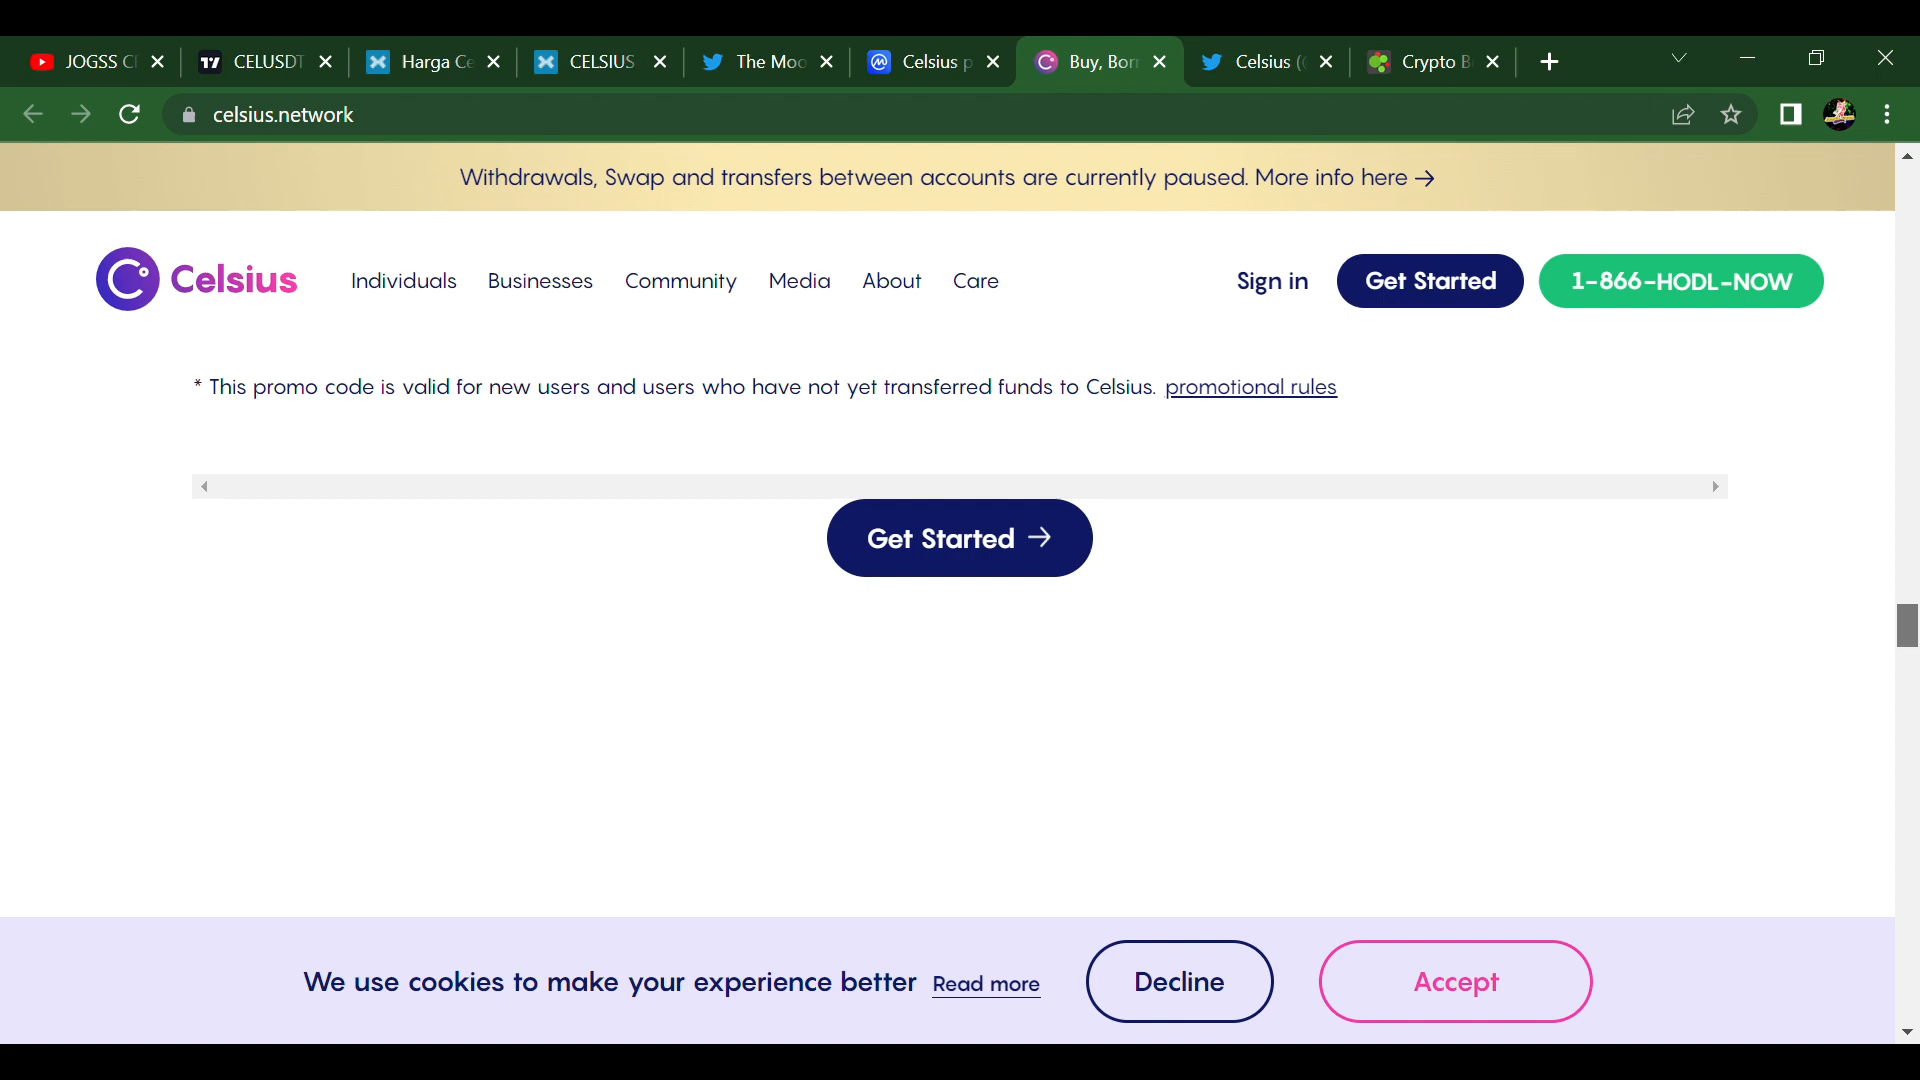 JOGSS C
CELUSDT
Harga Ce
CELSIUS
The Moo
Celsius p
Buy, Bor
Celsius (
Crypto B
celsius.network
Withdrawals, Swap and transfers between accounts are currently paused. More info here →
Celsius
Individuals Businesses Community Media About Care
Sign in
Get Started
1-866-HODL-NOW
* This promo code is valid for new users and users who have not yet transferred funds to Celsius. promotional rules
Get Started →
We use cookies to make your experience better Read more
Decline
Accept